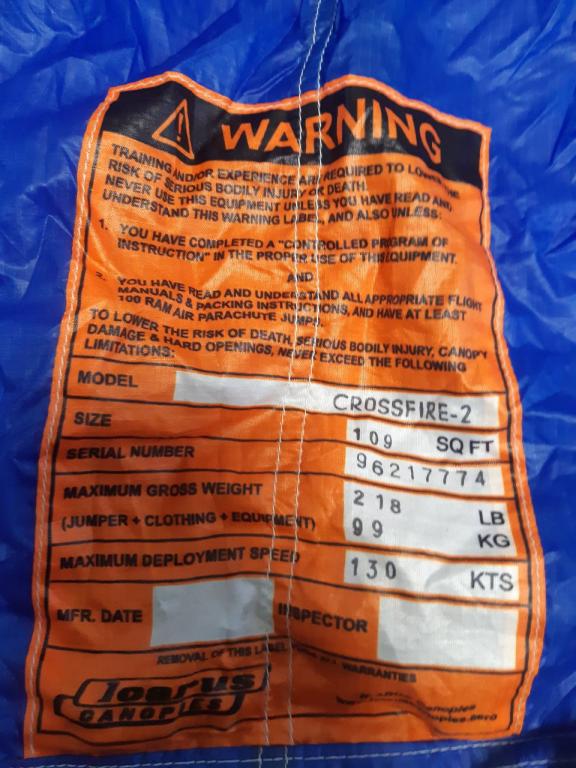 WARNING
TRAINING AND/OR EXPERIENCE ARE REQUIRED TO LOWER THE
RISK OF SERIOUS BODILY INJURY OR DEATH.
NEVER USE THIS EQUIPMENT UNLESS YOU HAVE READ AND
UNDERSTAND THIS WARNING LABEL, AND ALSO UNLESS:
1. YOU HAVE COMPLETED A "CONTROLLED PROGRAM OF
INSTRUCTION" IN THE PROPER USE OF THIS EQUIPMENT.
AND
2. YOU HAVE READ AND UNDERSTAND ALL APPROPRIATE FLIGHT
MANUALS & PACKING INSTRUCTIONS, AND HAVE AT LEAST
100 RAM AIR PARACHUTE JUMPS.
TO LOWER THE RISK OF DEATH, SERIOUS BODILY INJURY, CANOPY
DAMAGE & HARD OPENINGS, NEVER EXCEED THE FOLLOWING
LIMITATIONS:
MODEL CROSSFIRE-2
SIZE 109 SQ FT
SERIAL NUMBER 96217774
MAXIMUM GROSS WEIGHT 218 LB
(JUMPER + CLOTHING + EQUIPMENT) 99 KG
MAXIMUM DEPLOYMENT SPEED 130 KTS
MFR. DATE INSPECTOR
REMOVAL OF THIS LABEL ALL WARRANTIES
Icarus
CANOPIES
Canopies